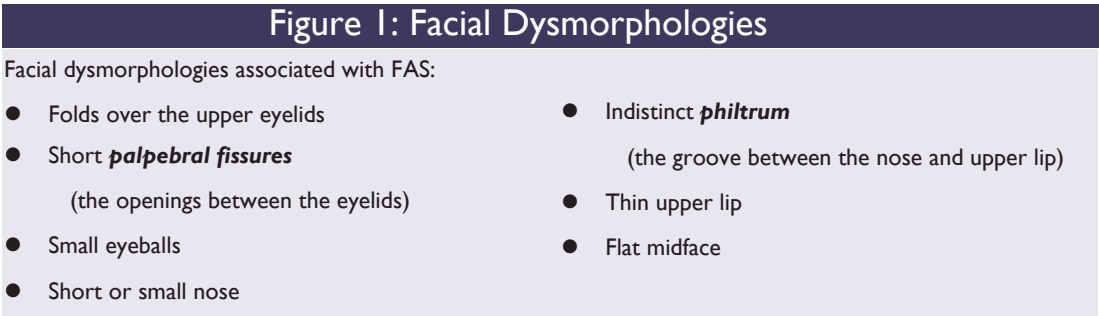 Figure 1: Facial Dysmorphologies
Facial dysmorphologies associated with FAS:
● Folds over the upper eyelids
● Short palpebral fissures
(the openings between the eyelids)
● Small eyeballs
● Short or small nose
● Indistinct philtrum
(the groove between the nose and upper lip)
● Thin upper lip
● Flat midface